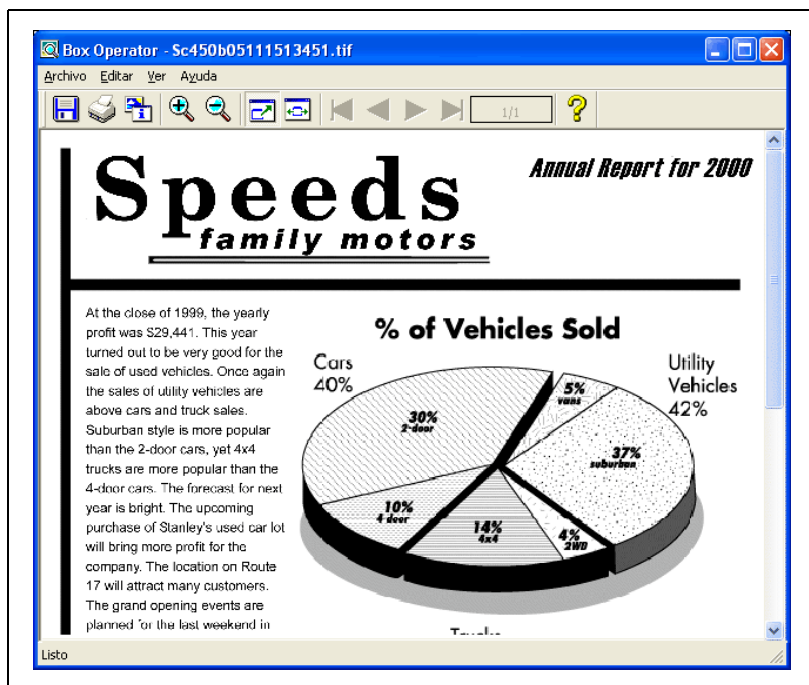 Box Operator - Sc450b05111513451.tif
Archivo Editar Ver Ayuda
1/1
Speeds
family motors
Annual Report for 2000
At the close of 1999, the yearly
profit was $29,441. This year
turned out to be very good for the
sale of used vehicles. Once again
the sales of utility vehicles are
above cars and truck sales.
Suburban style is more popular
than the 2-door cars, yet 4x4
trucks are more popular than the
4-door cars. The forecast for next
year is bright. The upcoming
purchase of Stanley's used car lot
will bring more profit for the
company. The location on Route
17 will attract many customers.
The grand opening events are
planned for the last weekend in
% of Vehicles Sold
Cars
40%
Utility
Vehicles
42%
5%
vans
30%
2-door
37%
suburban
10%
4 door
14%
4x4
4%
2WD
Listo